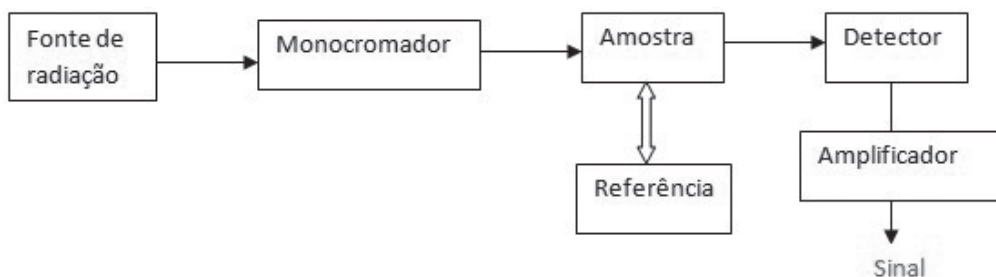 Fonte de
radiação
Monocromador
Amostra
Detector
Referência
Amplificador
Sinal